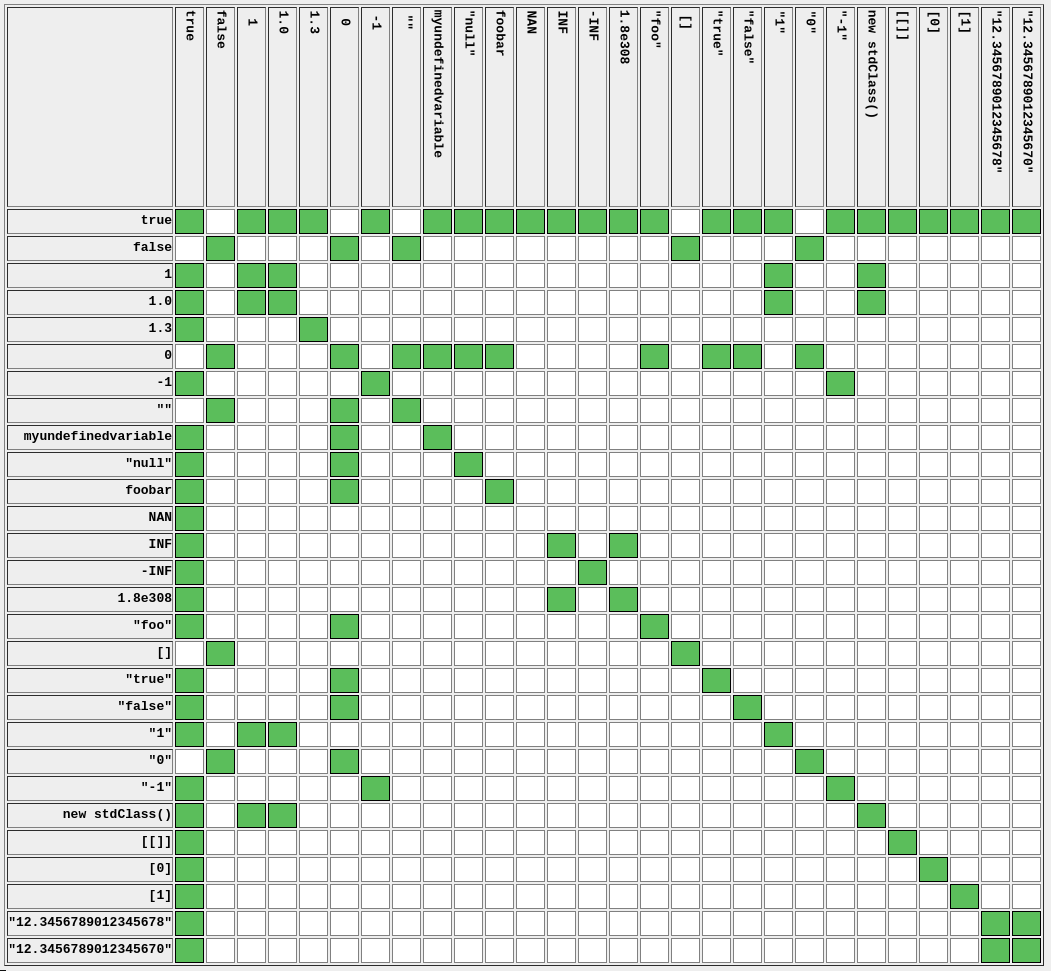 true
false
1
1.0
1.3
0
-1
""
myundefinedvariable
"null"
foobar
NAN
INF
-INF
1.8e308
"foo"
[]
"true"
"false"
"1"
"0"
"-1"
new stdClass()
[[]]
[0]
[1]
"12.3456789012345678"
"12.3456789012345670"
true
false
1
1.0
1.3
0
-1
""
myundefinedvariable
"null"
foobar
NAN
INF
-INF
1.8e308
"foo"
[]
"true"
"false"
"1"
"0"
"-1"
new stdClass()
[[]]
[0]
[1]
"12.3456789012345678"
"12.3456789012345670"